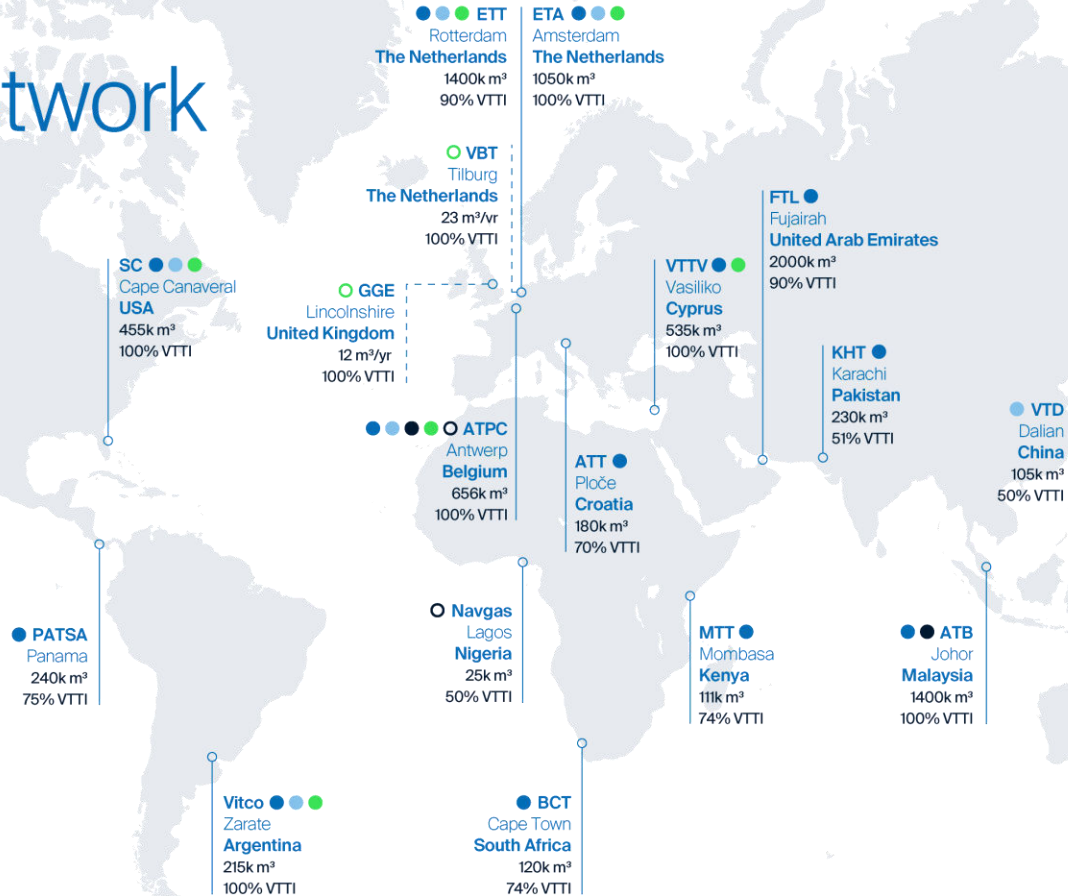 twork
ETT
Rotterdam
The Netherlands
1400k m³
90% VTTI
ETA
Amsterdam
The Netherlands
1050k m³
100% VTTI
VBT
Tilburg
The Netherlands
23 m³/yr
100% VTTI
FTL
Fujairah
United Arab Emirates
2000k m³
90% VTTI
SC
Cape Canaveral
USA
455k m³
100% VTTI
GGE
Lincolnshire
United Kingdom
12 m³/yr
100% VTTI
VTTV
Vasiliko
Cyprus
535k m³
100% VTTI
KHT
Karachi
Pakistan
230k m³
51% VTTI
VTD
Dalian
China
105k m³
50% VTTI
ATPC
Antwerp
Belgium
656k m³
100% VTTI
ATT
Ploče
Croatia
180k m³
70% VTTI
PATSA
Panama
240k m³
75% VTTI
Navgas
Lagos
Nigeria
25k m³
50% VTTI
MTT
Mombasa
Kenya
111k m³
74% VTTI
ATB
Johor
Malaysia
1400k m³
100% VTTI
Vitco
Zarate
Argentina
215k m³
100% VTTI
BCT
Cape Town
South Africa
120k m³
74% VTTI